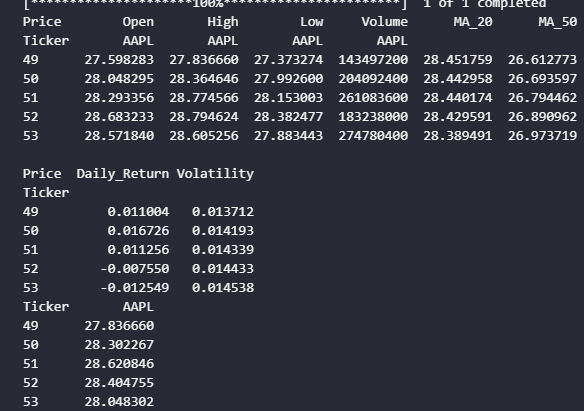 [**********************100%***********************]  1 of 1 completed
Price Open High Low Volume MA_20 MA_50
Ticker AAPL AAPL AAPL AAPL
49 27.598283 27.836660 27.373274 143497200 28.451759 26.612773
50 28.048295 28.364646 27.992600 204092400 28.442958 26.693597
51 28.293356 28.774566 28.153003 261083600 28.440174 26.794462
52 28.683233 28.794624 28.382477 183238000 28.429591 26.890962
53 28.571840 28.605256 27.883443 274780400 28.389491 26.973719
Price Daily_Return Volatility
Ticker
49 0.011004 0.013712
50 0.016726 0.014193
51 0.011256 0.014339
52 -0.007550 0.014433
53 -0.012549 0.014538
Ticker AAPL
49 27.836660
50 28.302267
51 28.620846
52 28.404755
53 28.048302